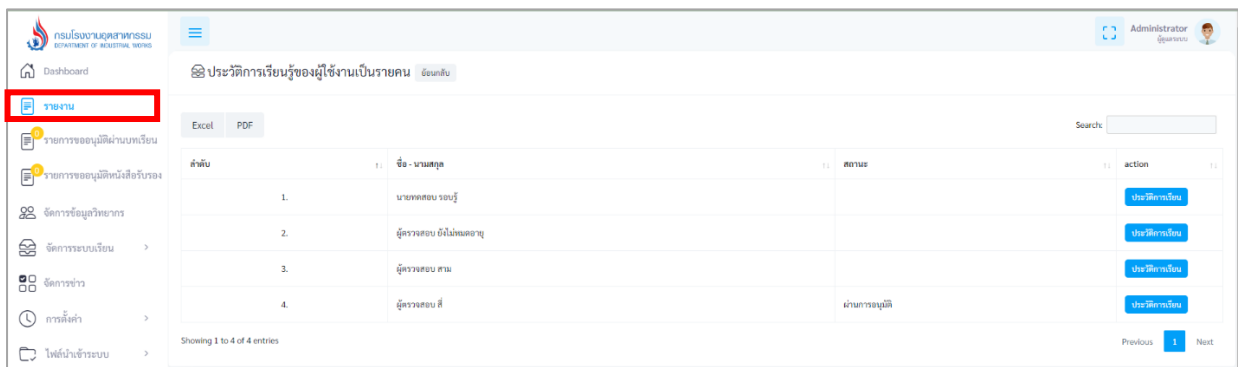 กรมโรงงานอุตสาหกรรม
DEPARTMENT OF INDUSTRIAL WORKS
Administrator
ผู้ดูแลระบบ
Dashboard
ประวัติการเรียนรู้ของผู้ใช้งานเป็นรายคน ย้อนกลับ
รายงาน
Excel PDF
Search:
0 รายการขออนุมัติผ่านบทเรียน
ลำดับ ชื่อ - นามสกุล สถานะ action
0 รายการขออนุมัติหนังสือรับรอง
1. นายทดสอบ รอบรู้ ประวัติการเรียน
จัดการข้อมูลวิทยากร
2. ผู้ตรวจสอบ ยังไม่หมดอายุ ประวัติการเรียน
จัดการระบบเรียน >
3. ผู้ตรวจสอบ สาม ประวัติการเรียน
จัดการข่าว
4. ผู้ตรวจสอบ สี่ ผ่านการอนุมัติ ประวัติการเรียน
การตั้งค่า >
Showing 1 to 4 of 4 entries Previous 1 Next
ไฟล์นำเข้าระบบ >